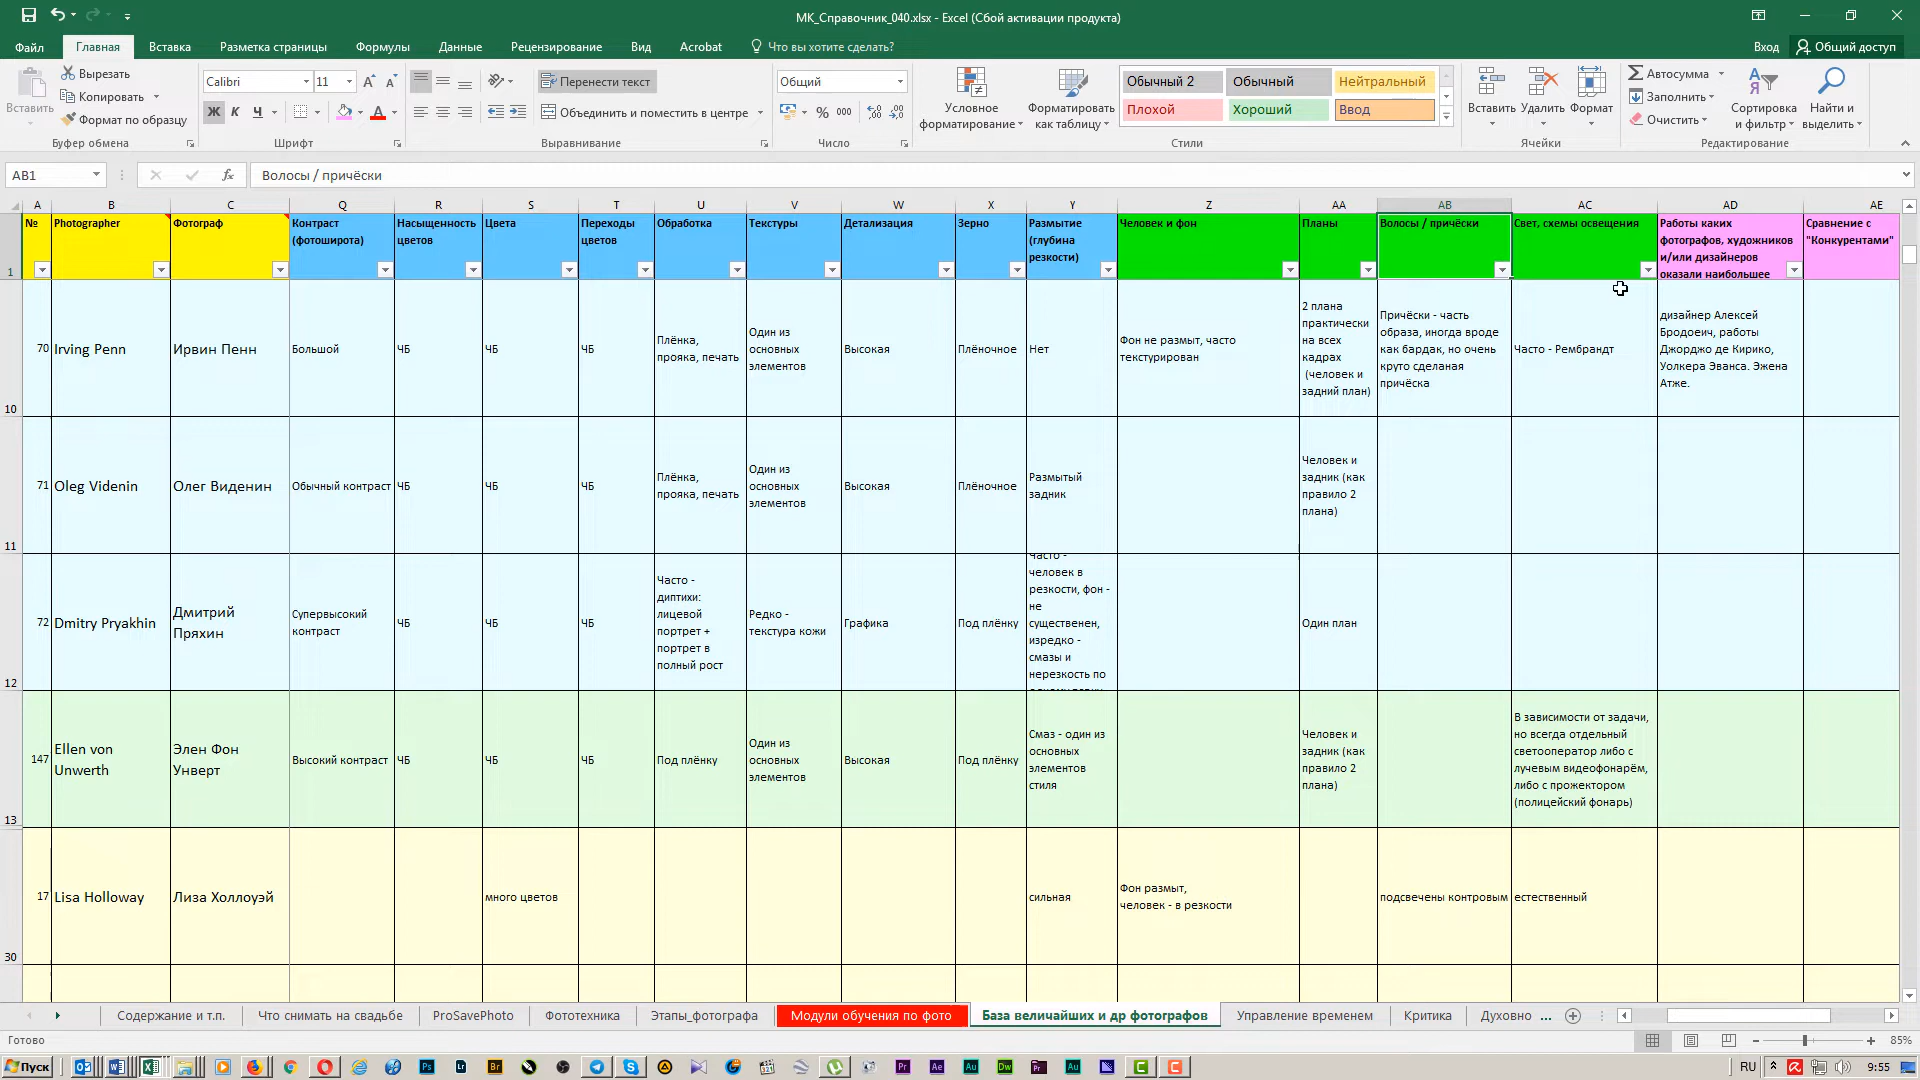 МК_Справочник_040.xlsx - Excel (Сбой активации продукта)
Файл
Главная
Вставка
Разметка страницы
Формулы
Данные
Рецензирование
Вид
Acrobat
Что вы хотите сделать?
Вход
Общий доступ
Вставить
Вырезать
Копировать
Формат по образцу
Буфер обмена
Calibri
11
Ж К Ч
Шрифт
Перенести текст
Объединить и поместить в центре
Выравнивание
Общий
% 000
Число
Условное
форматирование
Форматировать
как таблицу
Обычный 2
Обычный
Нейтральный
Плохой
Хороший
Ввод
Стили
Вставить
Удалить
Формат
Ячейки
Автосумма
Заполнить
Очистить
Сортировка
и фильтр
Найти и
выделить
Редактирование
AB1
fx
Волосы / причёски
A B C Q R S T U V W X Y Z AA AB AC AD AE
1
№
Photographer
Фотограф
Контраст
(фотоширота)
Насыщенность
цветов
Цвета
Переходы
цветов
Обработка
Текстуры
Детализация
Зерно
Размытие
(глубина
резкости)
Человек и фон
Планы
Волосы / причёски
Свет, схемы освещения
Работы каких
фотографов, художников
и/или дизайнеров
оказали наибольшее
Сравнение с
"Конкурентами"
10
70
Irving Penn
Ирвин Пенн
Большой
ЧБ
ЧБ
ЧБ
Плёнка,
прояка, печать
Один из
основных
элементов
Высокая
Плёночное
Нет
Фон не размыт, часто
текстурирован
2 плана
практически
на всех
кадрах
(человек и
задний план)
Причёски - часть
образа, иногда вроде
как бардак, но очень
круто сделаная
причёска
Часто - Рембрандт
дизайнер Алексей
Бродоеич, работы
Джорджо де Кирико,
Уолкера Эванса. Эжена
Атже.
11
71
Oleg Videnin
Олег Виденин
Обычный контраст
ЧБ
ЧБ
ЧБ
Плёнка,
прояка, печать
Один из
основных
элементов
Высокая
Плёночное
Размытый
задник
Человек и
задник (как
правило 2
плана)
12
72
Dmitry Pryakhin
Дмитрий
Пряхин
Супервысокий
контраст
ЧБ
ЧБ
ЧБ
Часто -
диптихи:
лицевой
портрет +
портрет в
полный рост
Редко -
текстура кожи
Графика
Под плёнку
Часто -
человек в
резкости, фон -
не
существенен,
изредко -
смазы и
нерезкость по
Один план
13
147
Ellen von
Unwerth
Элен Фон
Унверт
Высокий контраст
ЧБ
ЧБ
ЧБ
Под плёнку
Один из
основных
элементов
Высокая
Под плёнку
Смаз - один из
основных
элементов
стиля
Человек и
задник (как
правило 2
плана)
В зависимости от задачи,
но всегда отдельный
светооператор либо с
лучевым видеофонарём,
либо с прожектором
(полицейский фонарь)
30
17
Lisa Holloway
Лиза Холлоуэй
много цветов
сильная
Фон размыт,
человек - в резкости
подсвечены контровым
естественный
Содержание и т.п.
Что снимать на свадьбе
ProSavePhoto
Фототехника
Этапы_фотографа
Модули обучения по фото
База величайших и др фотографов
Управление временем
Критика
Духовно ...
Готово
85%
Пуск
RU
9:55